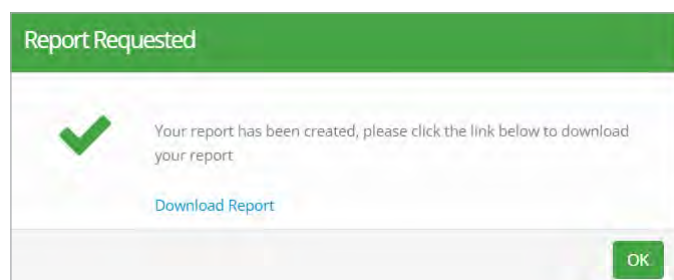 Report Requested
Your report has been created, please click the link below to download
your report
Download Report
OK